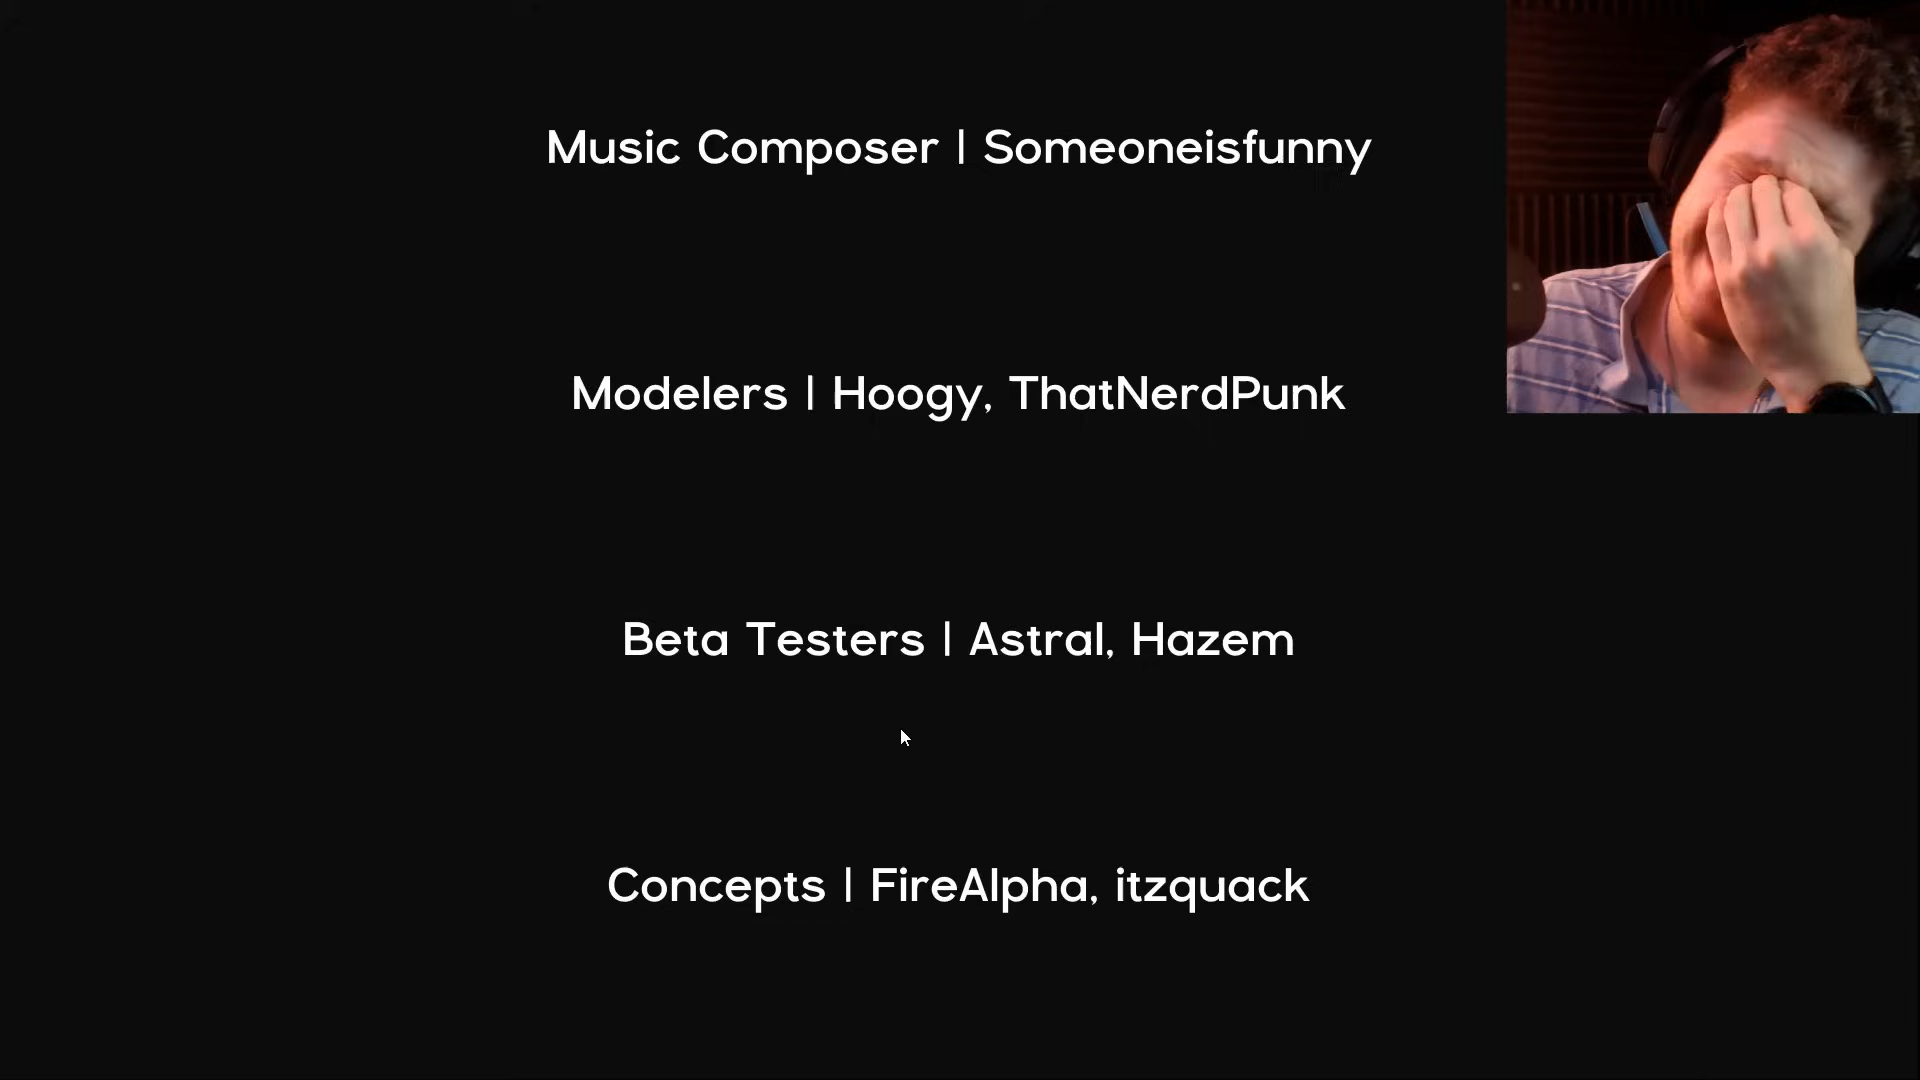 Music Composer | Someoneisfunny
Modelers | Hoogy, ThatNerdPunk
Beta Testers | Astral, Hazem
Concepts | FireAlpha, itzquack